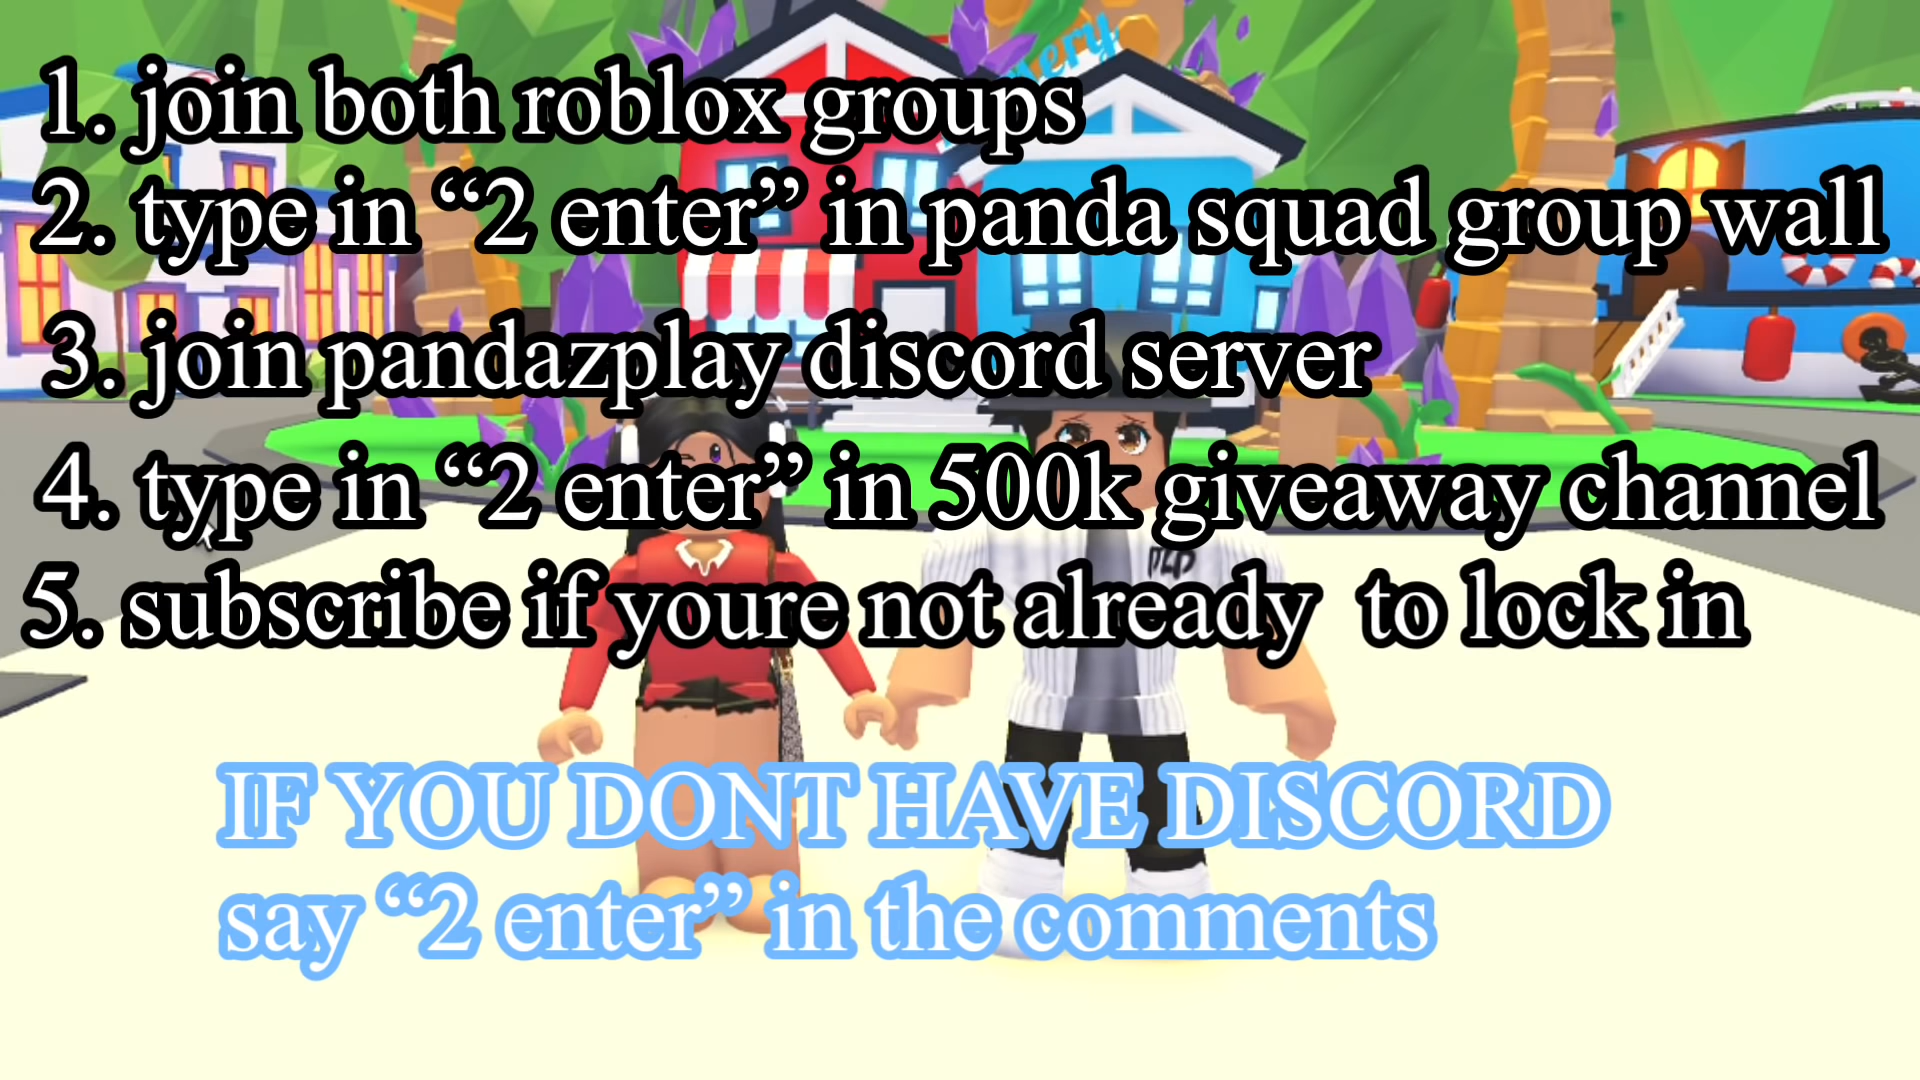 1. join both roblox groups
2. type in “2 enter” in panda squad group wall
3. join pandazplay discord server
4. type in “2 enter” in 500k giveaway channel
5. subscribe if youre not already to lock in
IF YOU DONT HAVE DISCORD
say “2 enter” in the comments